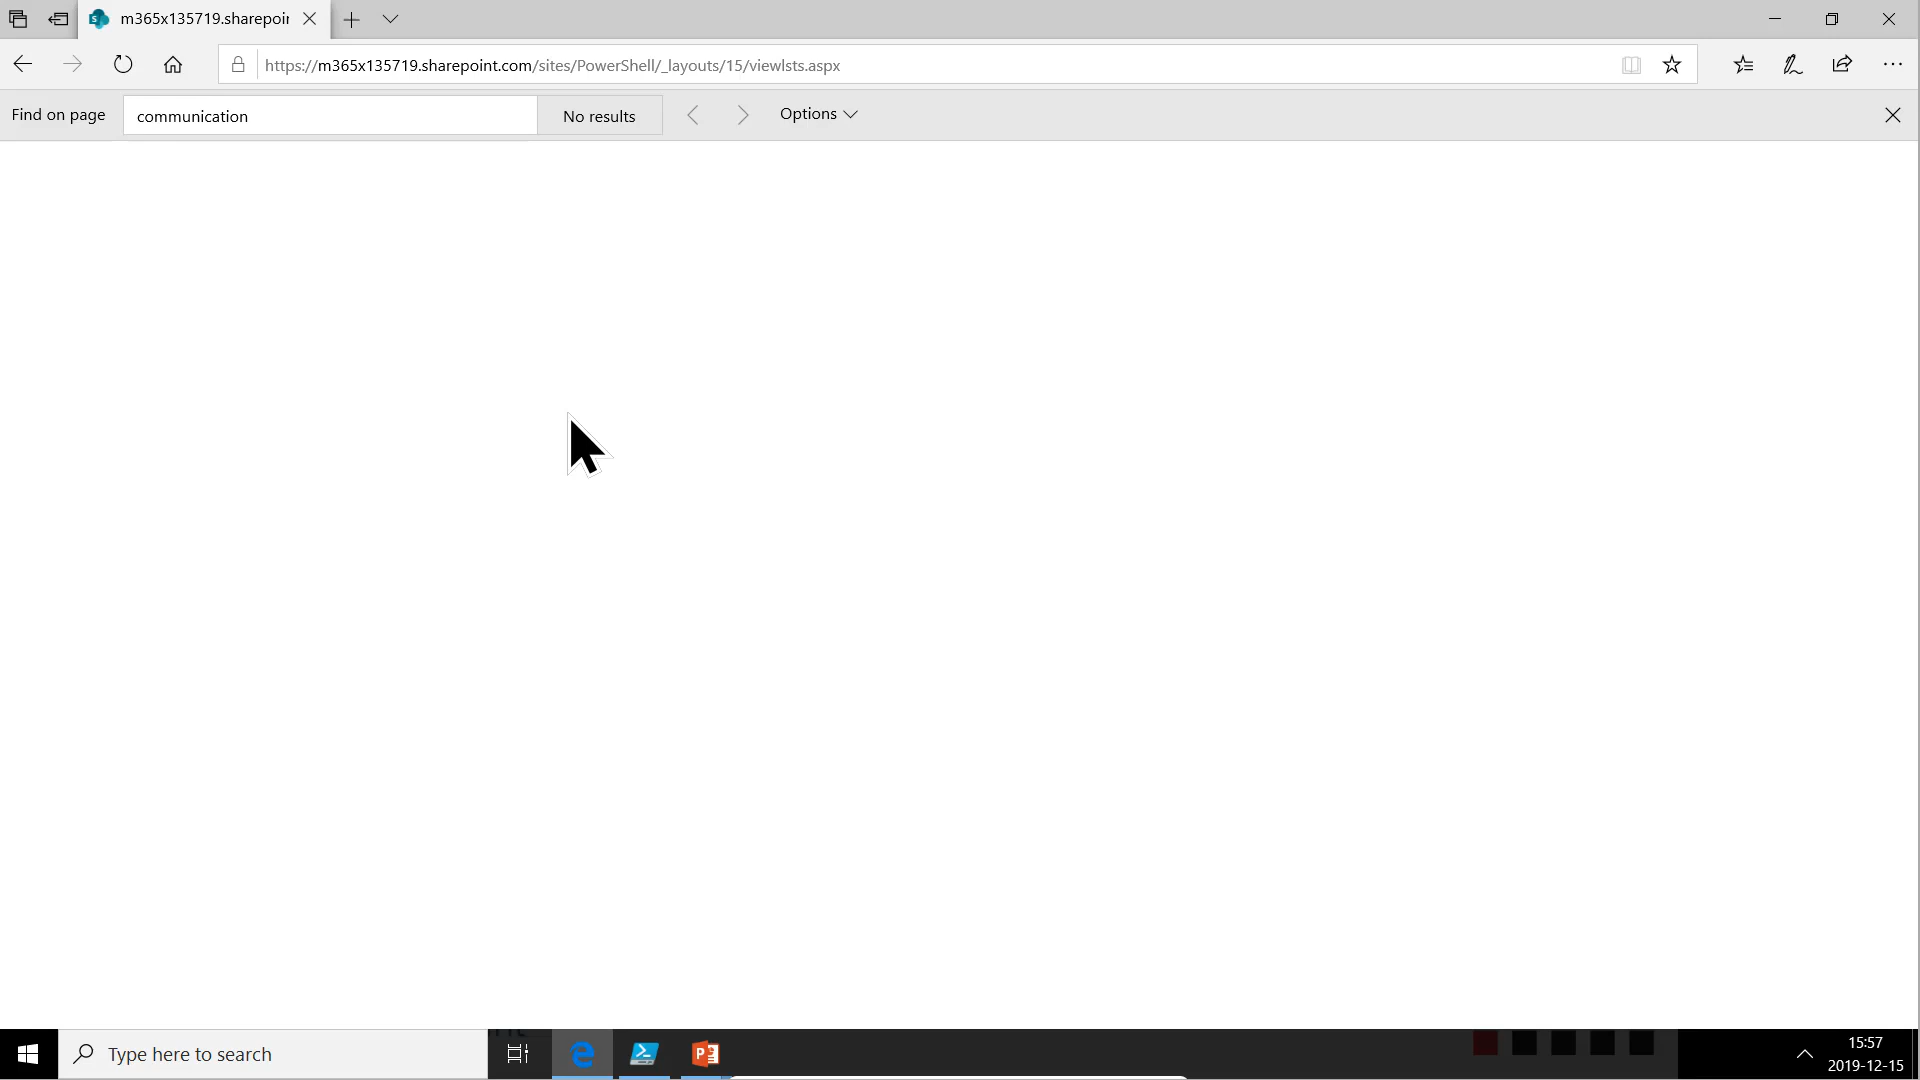 m365x135719.sharepoin
https://m365x135719.sharepoint.com/sites/PowerShell/_layouts/15/viewlsts.aspx
Find on page
communication
No results
Options
Type here to search
15:57
2019-12-15